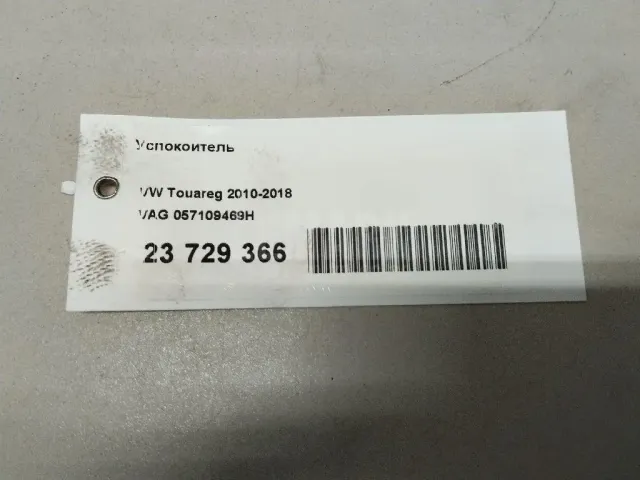 Успокоитель
VW Touareg 2010-2018
VAG 057109469H
23 729 366